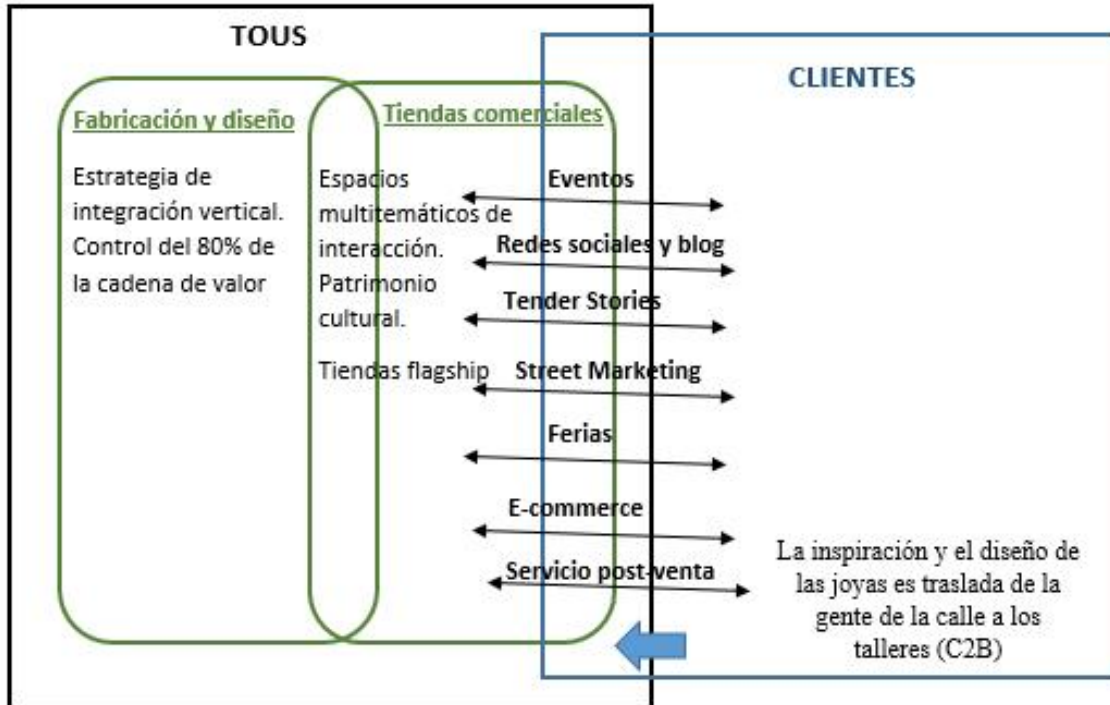 TOUS
CLIENTES
Fabricación y diseño
Estrategia de
integración vertical.
Control del 80% de
la cadena de valor
Tiendas comerciales
Espacios
multitemáticos de
interacción.
Patrimonio
cultural.
Tiendas flagship
Eventos
Redes sociales y blog
Tender Stories
Street Marketing
Ferias
E-commerce
Servicio post-venta
La inspiración y el diseño de
las joyas es traslada de la
gente de la calle a los
talleres (C2B)